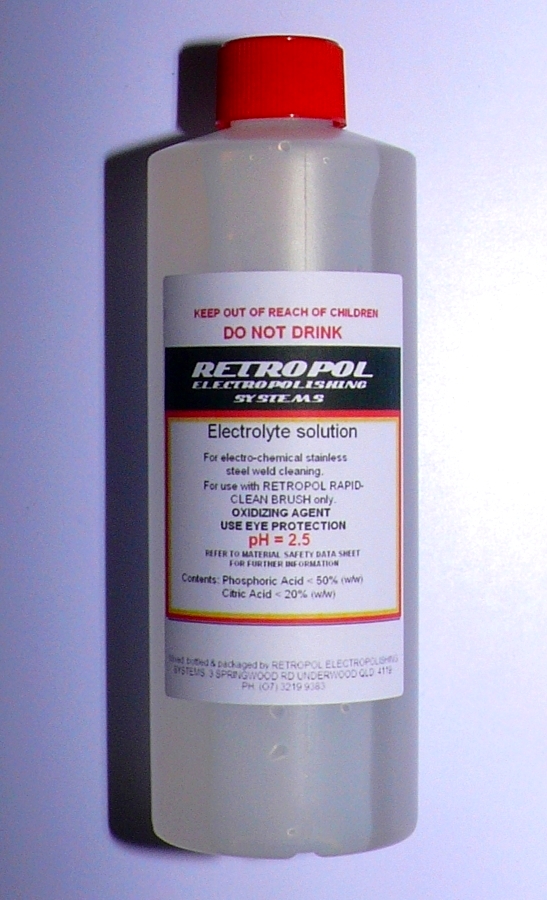 KEEP OUT OF REACH OF CHILDREN
DO NOT DRINK
RETROPOL
ELECTROPOLISHING
SYSTEMS
Electrolyte solution
For electro-chemical stainless
steel weld cleaning.
For use with RETROPOL RAPID-
CLEAN BRUSH only.
OXIDIZING AGENT
USE EYE PROTECTION
pH = 2.5
REFER TO MATERIAL SAFETY DATA SHEET
FOR FURTHER INFORMATION
Contents: Phosphoric Acid < 50% (w/w)
Citric Acid < 20% (w/w)
bottled & packaged by RETROPOL ELECTROPOLISHING
SYSTEMS. 3 SPRINGWOOD RD UNDERWOOD QLD. 4119
PH. (07) 3219 9383